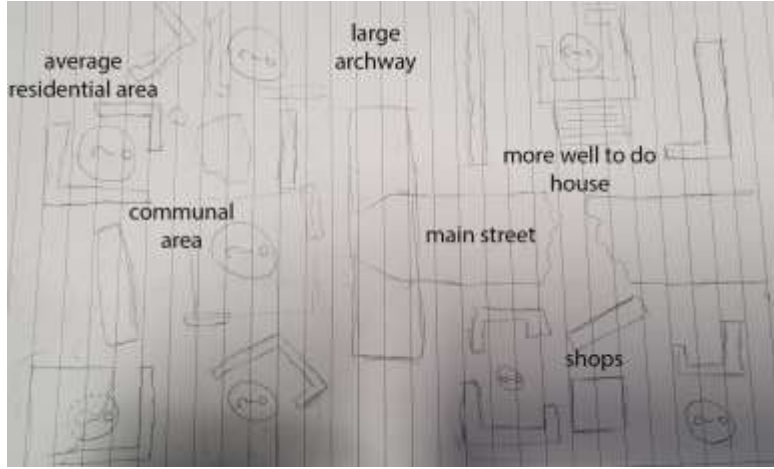 average
residential area
large
archway
more well to do
house
communal
area
main street
shops